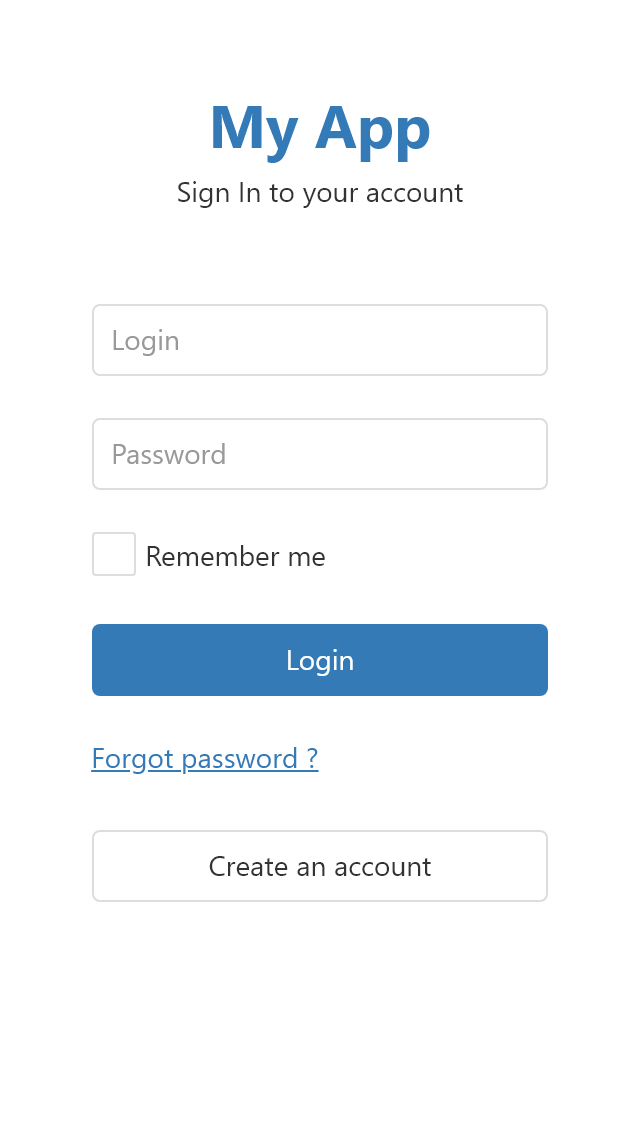 My App
Sign In to your account
Login
Password
Remember me
Login
Forgot password ?
Create an account